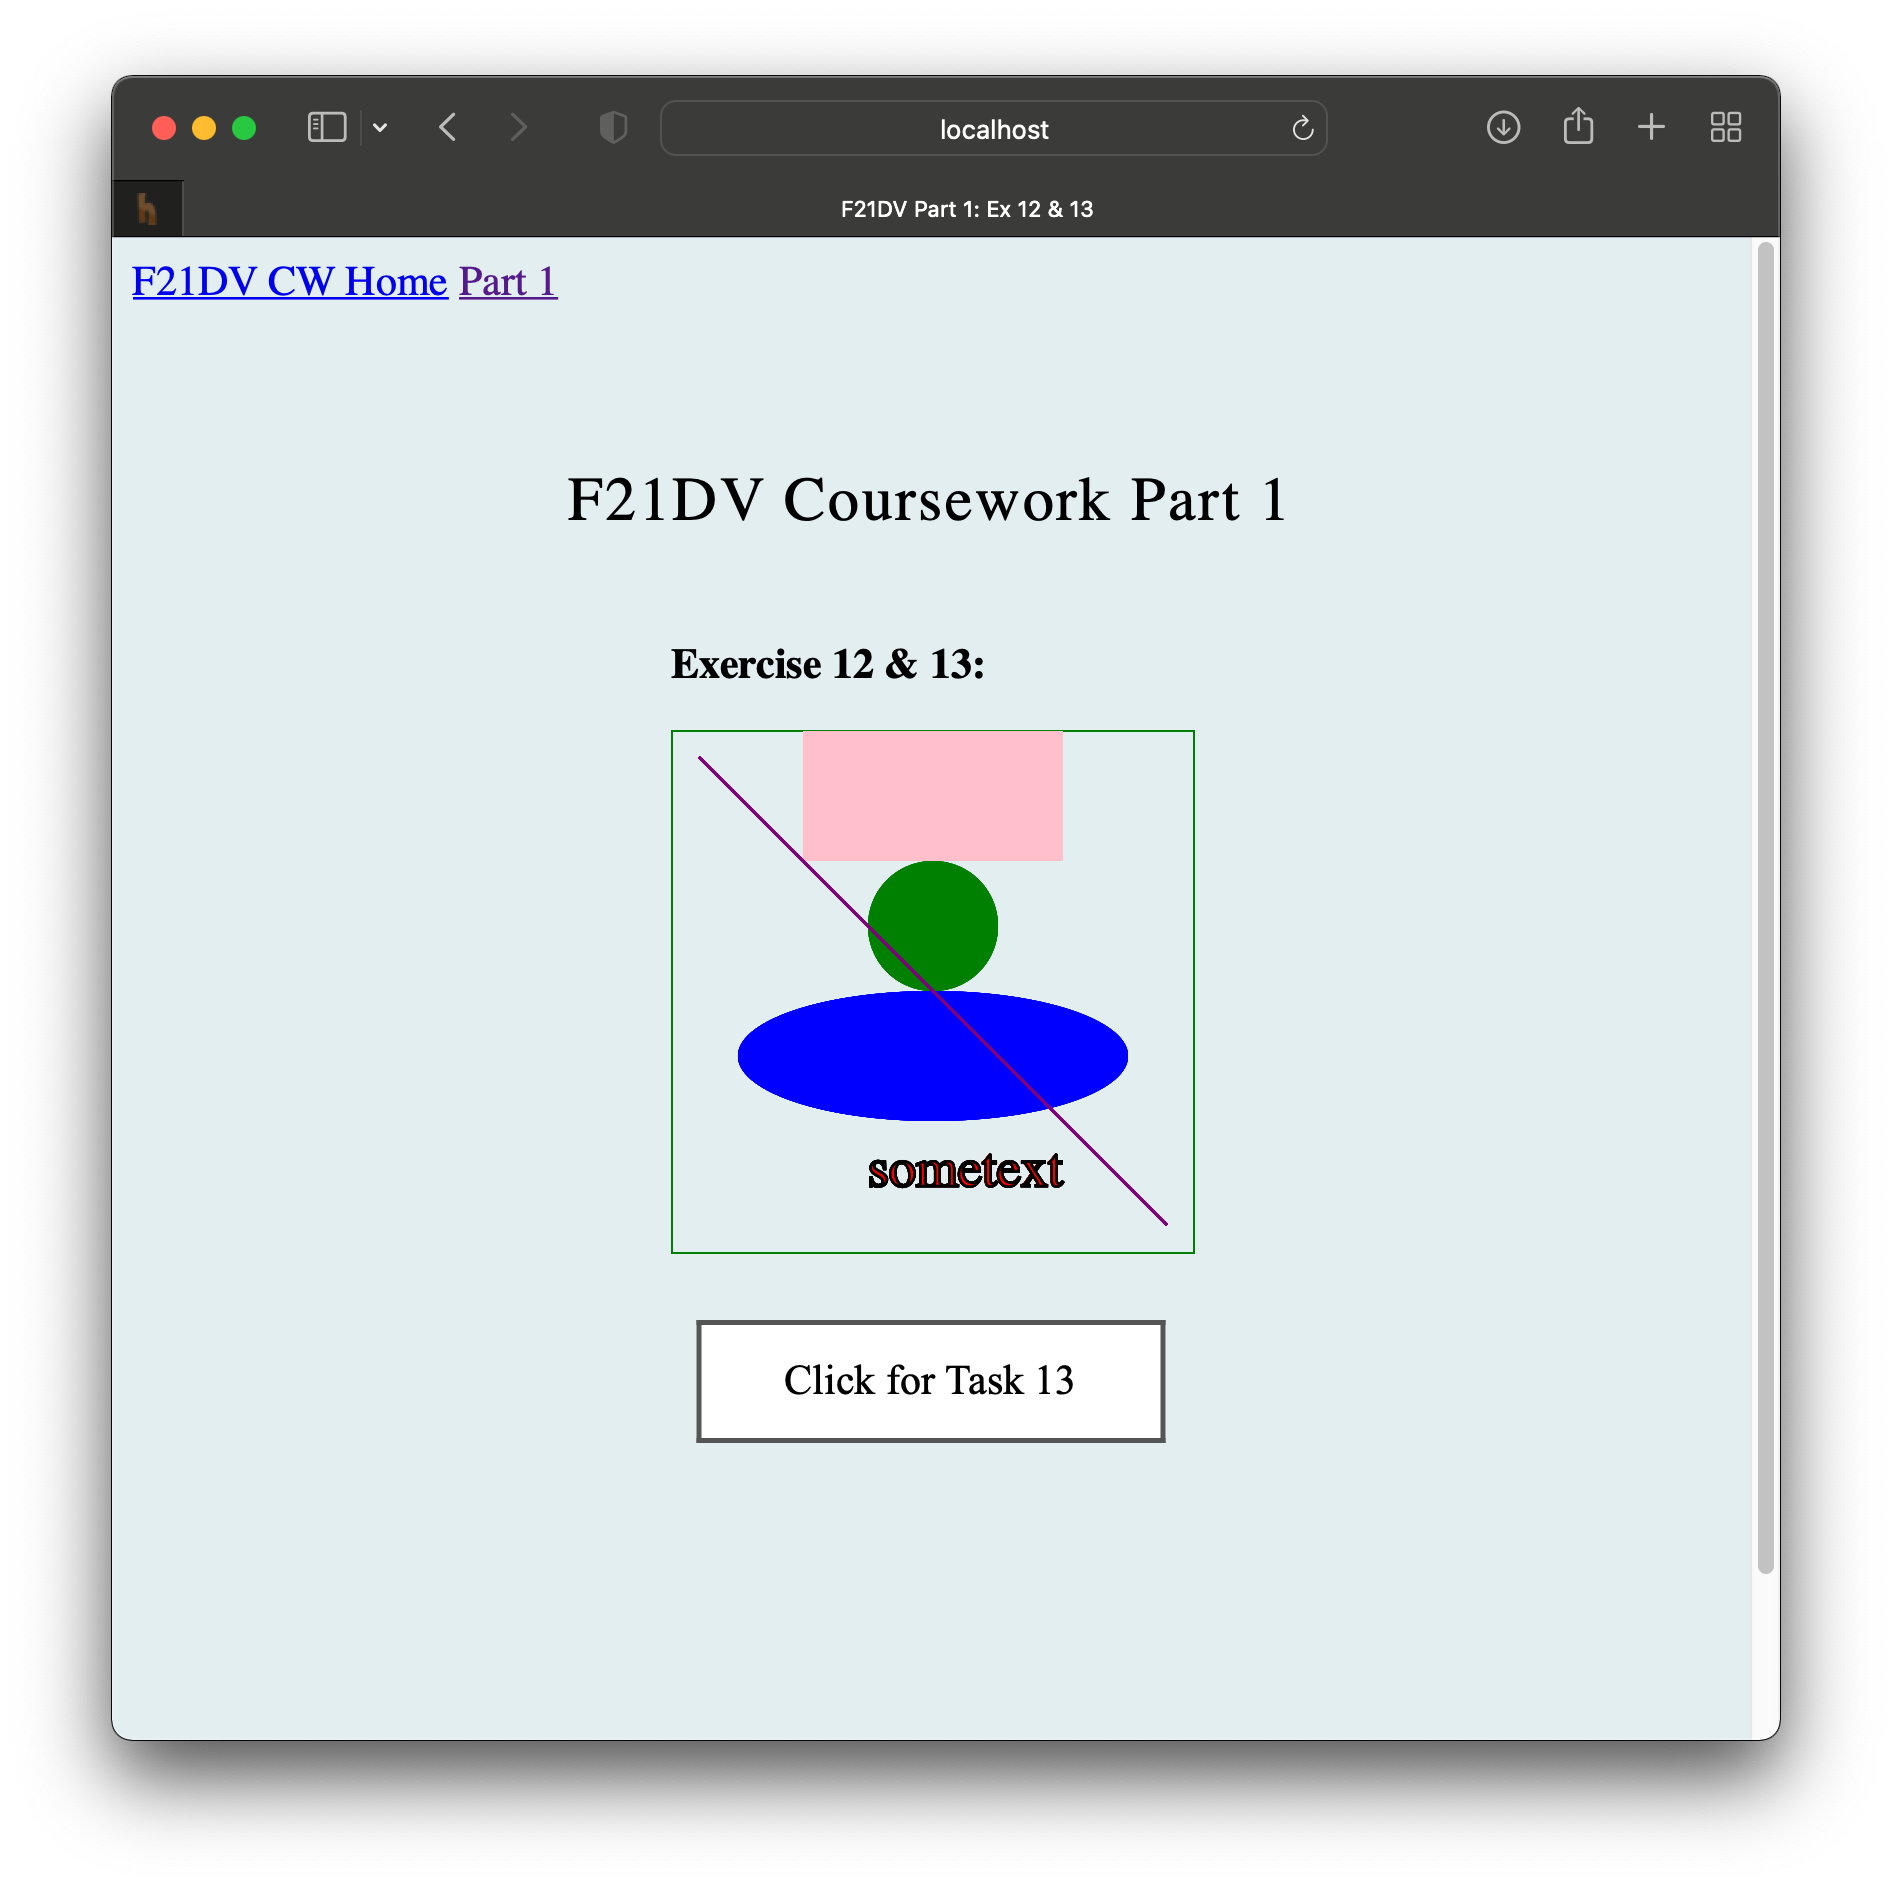 localhost
h
F21DV Part 1: Ex 12 & 13
F21DV CW Home Part 1
F21DV Coursework Part 1
Exercise 12 & 13:
sometext
Click for Task 13